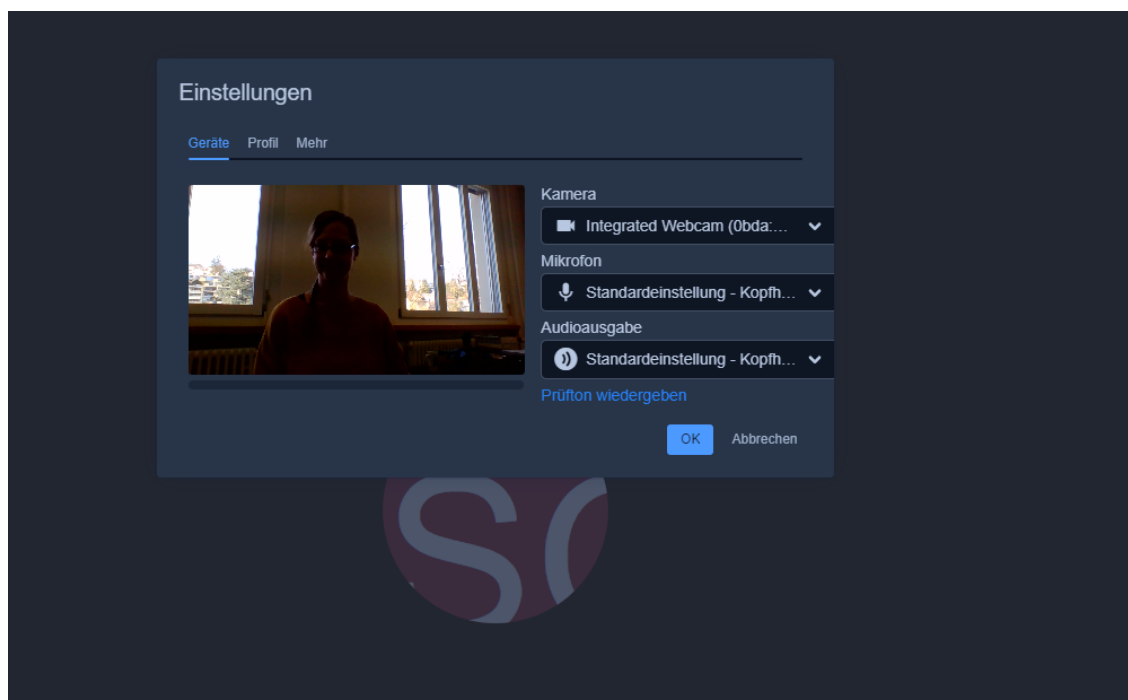 Einstellungen
Geräte Profil Mehr
Kamera
Integrated Webcam (0bda:...
Mikrofon
Standardeinstellung - Kopfh...
Audioausgabe
Standardeinstellung - Kopfh...
Prüfton wiedergeben
OK Abbrechen